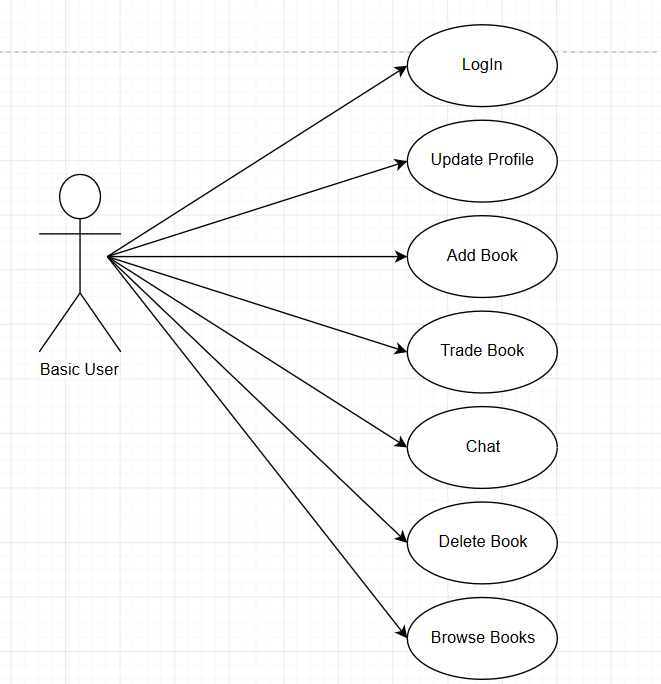 LogIn
Update Profile
Add Book
Trade Book
Basic User
Chat
Delete Book
Browse Books